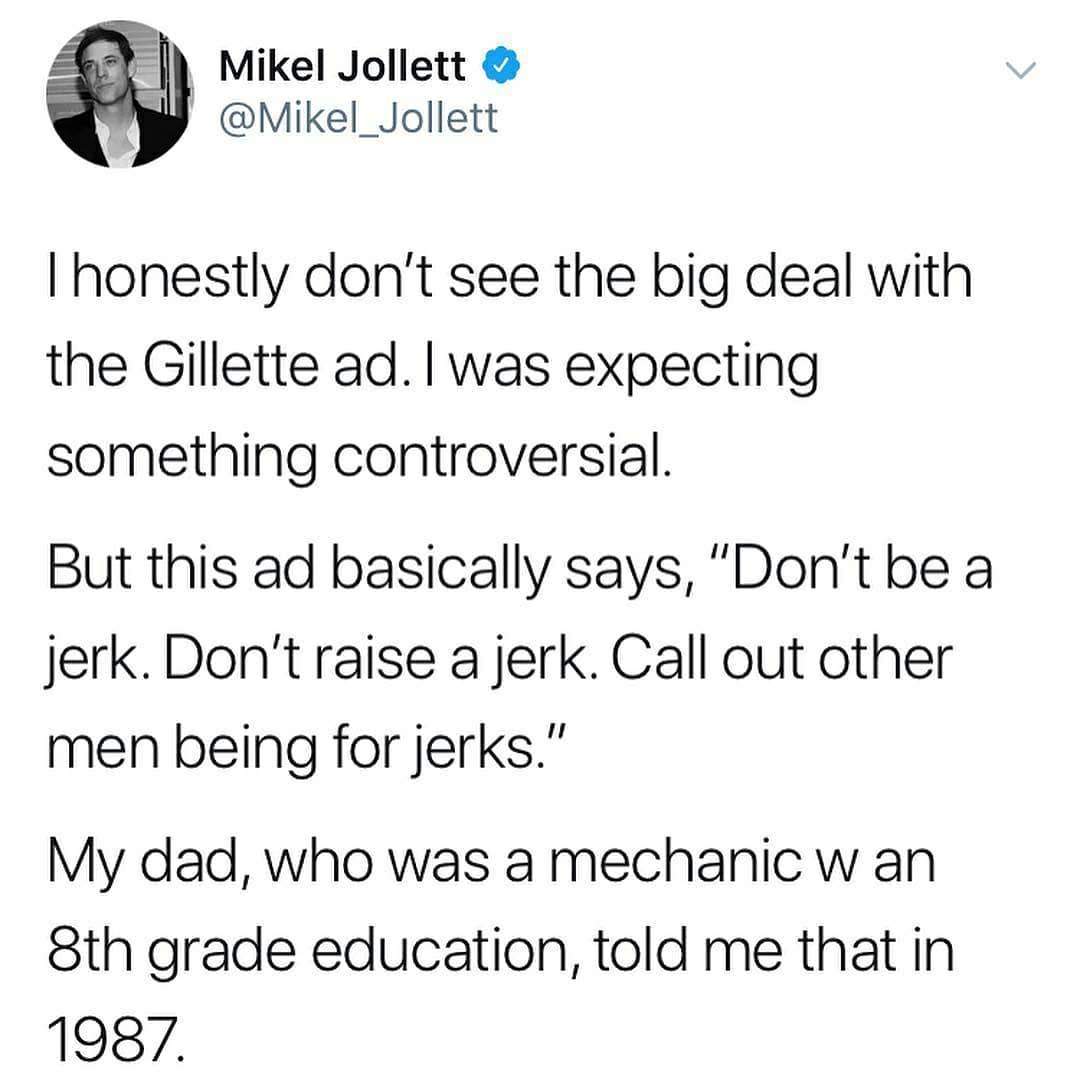 Mikel Jollett
@Mikel_Jollett
I honestly don’t see the big deal with
the Gillette ad. I was expecting
something controversial.
But this ad basically says, "Don’t be a
jerk. Don’t raise a jerk. Call out other
men being for jerks."
My dad, who was a mechanic w an
8th grade education, told me that in
1987.